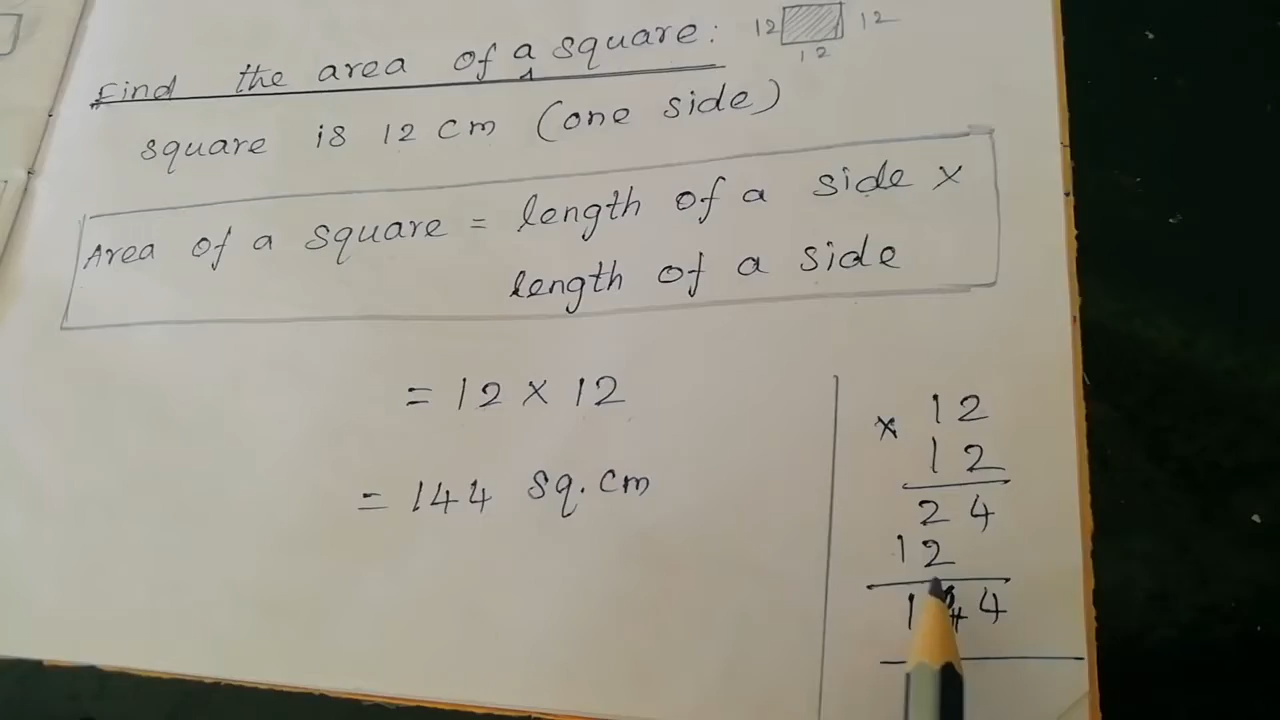 Find the area of a square:
12 12
12
square is 12 cm (one side)
Area of a square = length of a side ×
length of a side
= 12 × 12
= 144 sq.cm
× 12
12
24
12
144